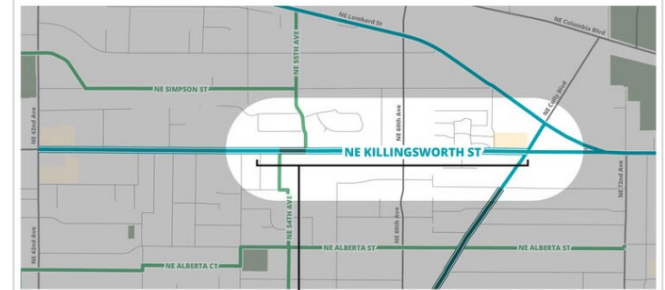 NE Lombard St
NE Columbia Blvd
NE 55TH AVE
NE SIMPSON ST
NE 42nd Ave
NE 60th Ave
NE Cully Blvd
NE KILLINGSWORTH ST
NE 72nd Ave
NE 54TH AVE
NE 42nd Ave
NE 60th Ave
NE ALBERTA ST
NE ALBERTA ST
NE ALBERTA CT